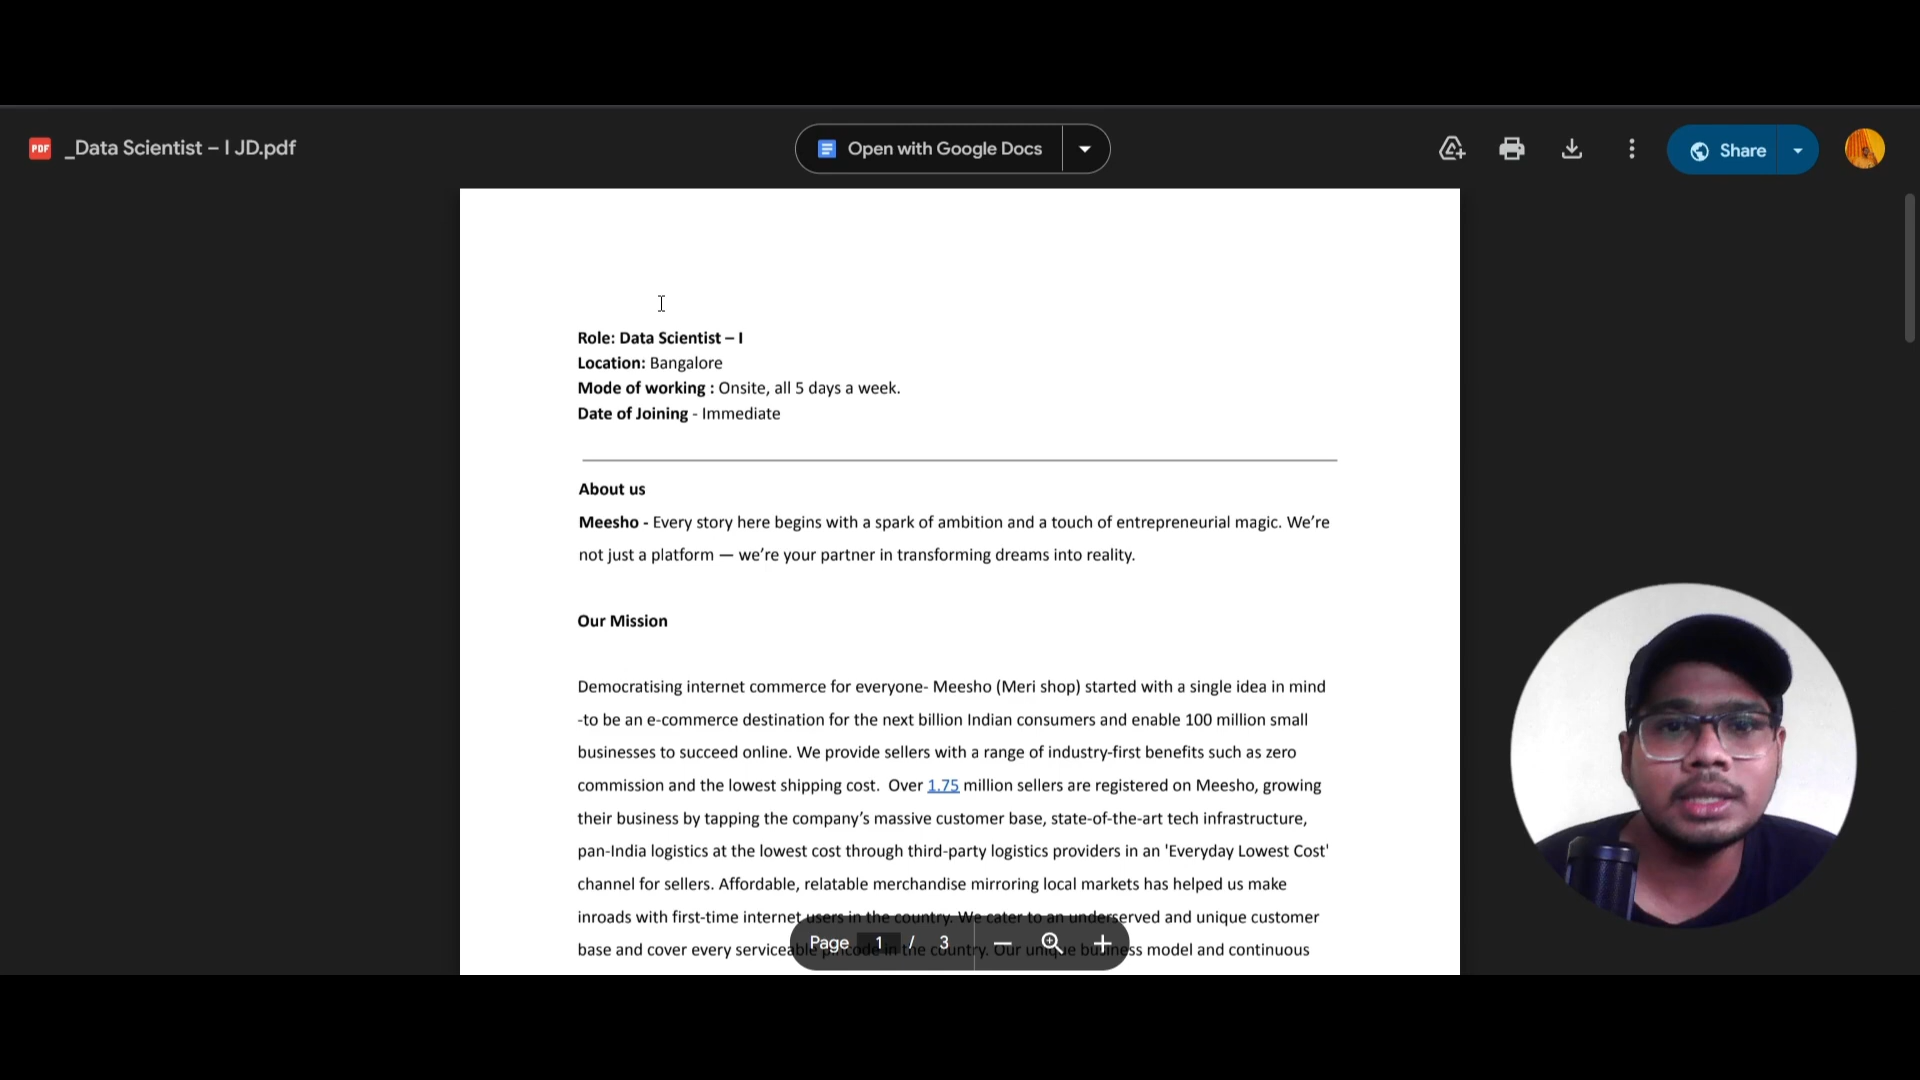 PDF _Data Scientist – I JD.pdf
Open with Google Docs
Share
Role: Data Scientist – I
Location: Bangalore
Mode of working : Onsite, all 5 days a week.
Date of Joining - Immediate
About us
Meesho - Every story here begins with a spark of ambition and a touch of entrepreneurial magic. We’re
not just a platform — we’re your partner in transforming dreams into reality.
Our Mission
Democratising internet commerce for everyone- Meesho (Meri shop) started with a single idea in mind
-to be an e-commerce destination for the next billion Indian consumers and enable 100 million small
businesses to succeed online. We provide sellers with a range of industry-first benefits such as zero
commission and the lowest shipping cost.  Over 1.75 million sellers are registered on Meesho, growing
their business by tapping the company’s massive customer base, state-of-the-art tech infrastructure,
pan-India logistics at the lowest cost through third-party logistics providers in an 'Everyday Lowest Cost'
channel for sellers. Affordable, relatable merchandise mirroring local markets has helped us make
inroads with first-time internet users in the country. We cater to an underserved and unique customer
base and cover every serviceable pincode in the country. Our unique business model and continuous
Page 1 / 3